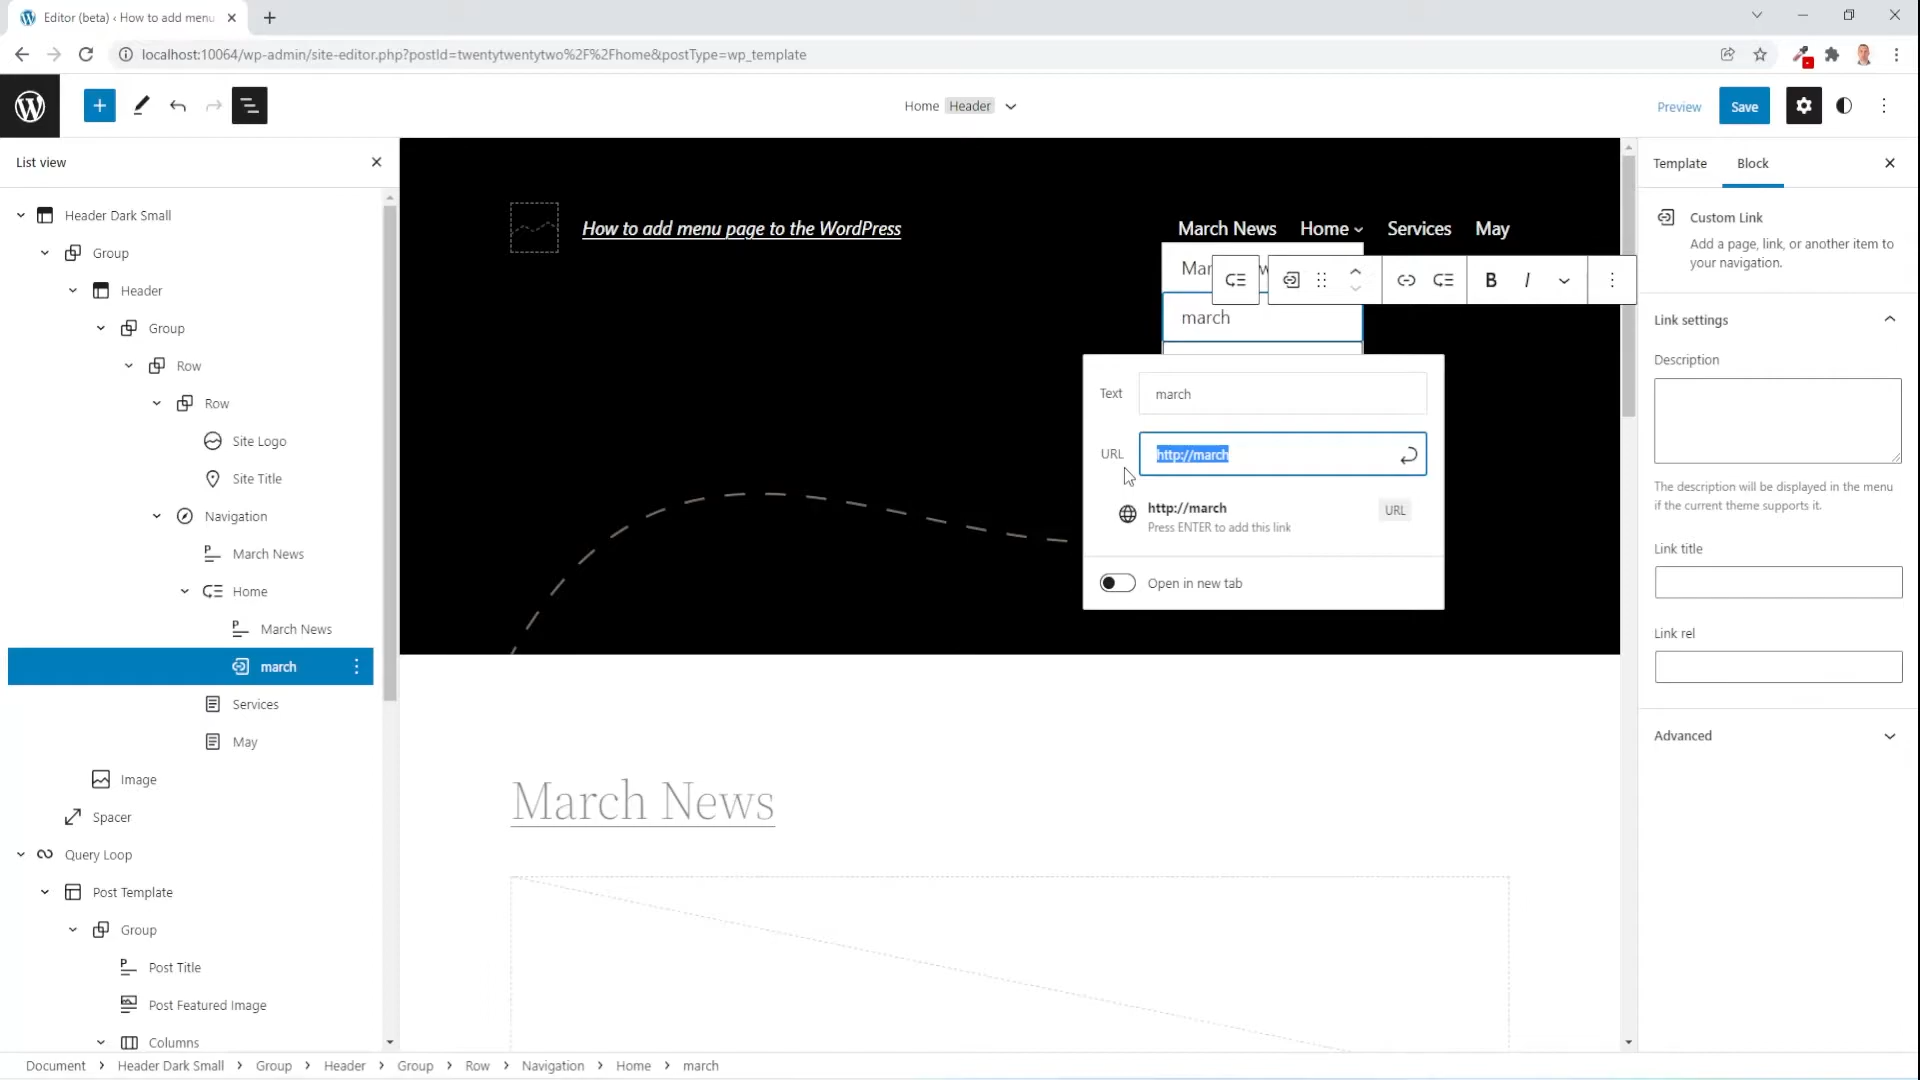 Editor (beta) ‹ How to add menu
localhost:10064/wp-admin/site-editor.php?postId=twentytwentytwo%2F%2Fhome&postType=wp_template
Home Header
Preview
Save
List view
Template
Block
Header Dark Small
Group
Header
Group
Row
Row
Site Logo
Site Title
Navigation
March News
Home
March News
march
Services
May
Image
Spacer
Query Loop
Post Template
Group
Post Title
Post Featured Image
Columns
How to add menu page to the WordPress
March News Home Services May
march
B I
Text
march
URL
http://march
http://march
Press ENTER to add this link
URL
Open in new tab
March News
Custom Link
Add a page, link, or another item to
your navigation.
Link settings
Description
The description will be displayed in the menu
if the current theme supports it.
Link title
Link rel
Advanced
Document Header Dark Small Group Header Group Row Navigation Home march